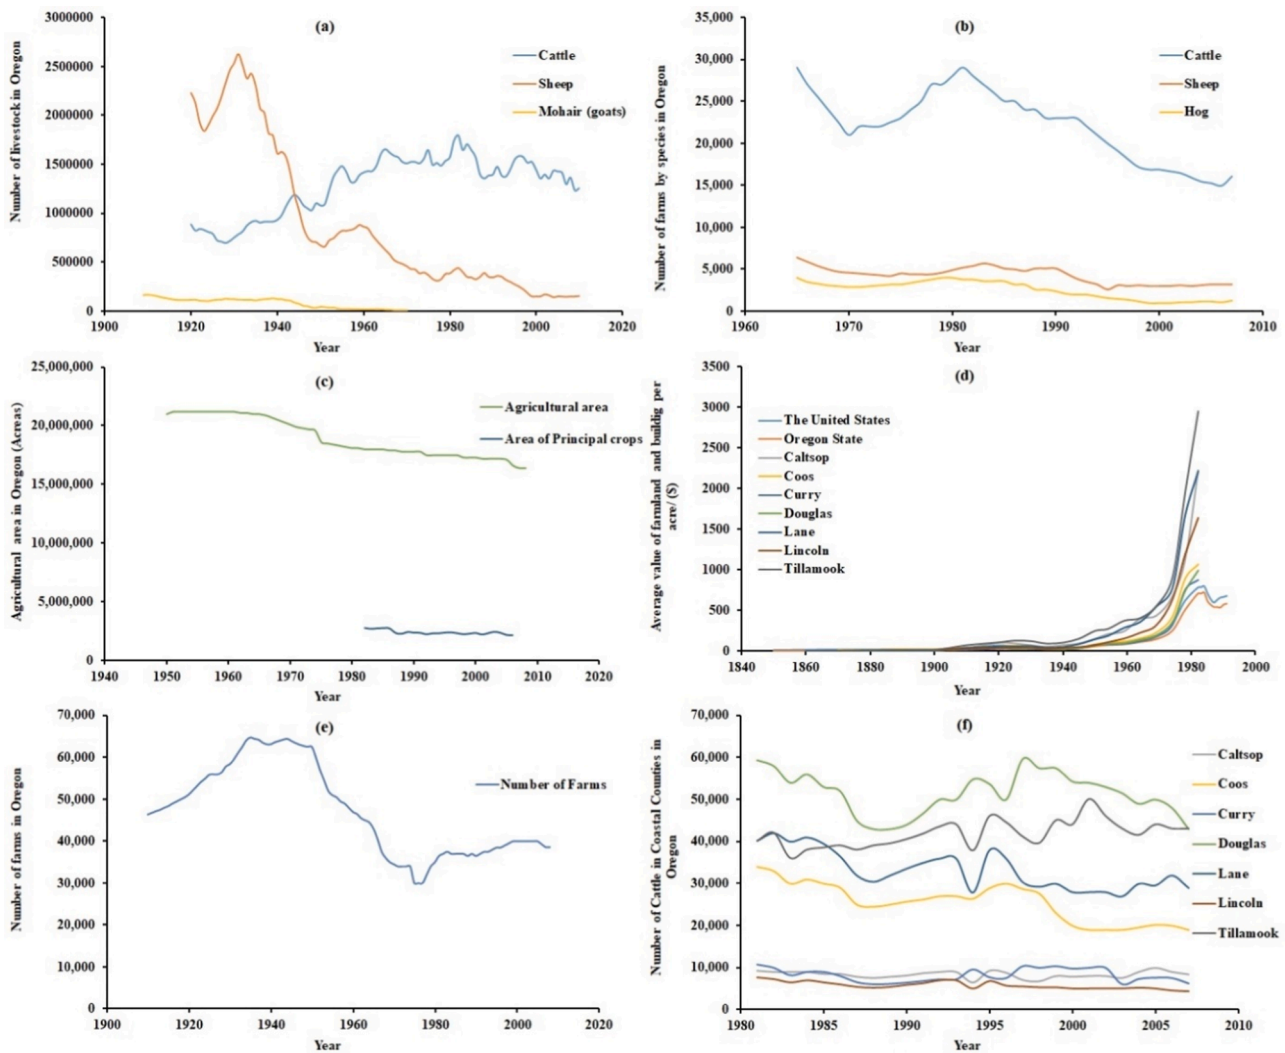 (a)
Number of livestock in Oregon
3000000
2500000
2000000
1500000
1000000
500000
0
Cattle
Sheep
Mohair (goats)
1900 1920 1940 1960 1980 2000 2020
Year
(b)
Number of farms by species in Oregon
35,000
30,000
25,000
20,000
15,000
10,000
5,000
0
Cattle
Sheep
Hog
1960 1970 1980 1990 2000 2010
Year
(c)
Agricultural area in Oregon (Acreas)
25,000,000
20,000,000
15,000,000
10,000,000
5,000,000
0
Agricultural area
Area of Principal crops
1940 1950 1960 1970 1980 1990 2000 2010 2020
Year
(d)
Average value of farmland and buildig per
acre/ ($)
3500
3000
2500
2000
1500
1000
500
0
The United States
Oregon State
Caltsop
Coos
Curry
Douglas
Lane
Lincoln
Tillamook
1840 1860 1880 1900 1920 1940 1960 1980 2000
Year
(e)
Number of farms in Oregon
70,000
60,000
50,000
40,000
30,000
20,000
10,000
0
Number of Farms
1900 1920 1940 1960 1980 2000 2020
Year
(f)
Number of Cattle in Coastal Counties in
Oregon
70,000
60,000
50,000
40,000
30,000
20,000
10,000
0
Caltsop
Coos
Curry
Douglas
Lane
Lincoln
Tillamook
1980 1985 1990 1995 2000 2005 2010
Year